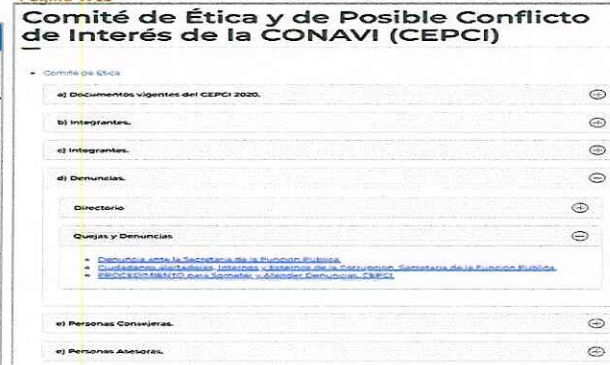 Comité de Ética y de Posible Conflicto
de Interés de la CONAVI (CEPCI)
Comité de Ética
a) Documentos vigentes del CEPCI 2020.
b) Integrantes.
c) Integrantes.
d) Denuncias.
Directorio
Quejas y Denuncias
Denuncia ante la Secretaría de la Función Pública.
Ciudadanos alertadores, Internos y Externos de la Corrupción, Secretaría de la Función Pública.
PROCEDIMIENTO para Someter y Atender Denuncias, CEPCI.
e) Personas Consejeras.
e) Personas Asesoras.